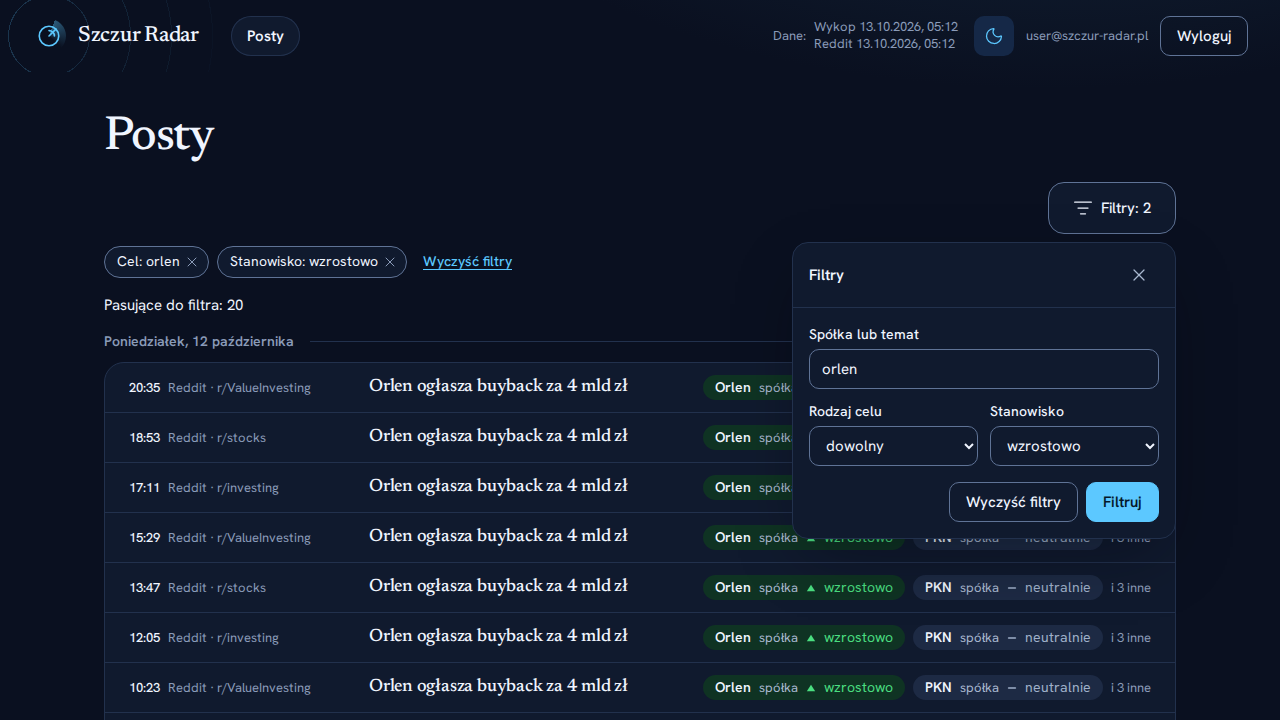 Szczur Radar
Posty
Dane:
Wykop 13.10.2026, 05:12
Reddit 13.10.2026, 05:12
user@szczur-radar.pl
Wyloguj
Posty
Filtry: 2
Cel: orlen
Stanowisko: wzrostowo
Wyczyść filtry
Pasujące do filtra: 20
Poniedziałek, 12 października
Filtry
Spółka lub temat
orlen
Rodzaj celu
Stanowisko
dowolny
wzrostowo
Wyczyść filtry
Filtruj
20:35 Reddit · r/ValueInvesting Orlen ogłasza buyback za 4 mld zł Orlen
18:53 Reddit · r/stocks Orlen ogłasza buyback za 4 mld zł Orlen
17:11 Reddit · r/investing Orlen ogłasza buyback za 4 mld zł Orlen
15:29 Reddit · r/ValueInvesting Orlen ogłasza buyback za 4 mld zł Orlen spółka ▲ wzrostowo PKN spółka – neutralnie i 3 inne
13:47 Reddit · r/stocks Orlen ogłasza buyback za 4 mld zł Orlen spółka ▲ wzrostowo PKN spółka – neutralnie i 3 inne
12:05 Reddit · r/investing Orlen ogłasza buyback za 4 mld zł Orlen spółka ▲ wzrostowo PKN spółka – neutralnie i 3 inne
10:23 Reddit · r/ValueInvesting Orlen ogłasza buyback za 4 mld zł Orlen spółka ▲ wzrostowo PKN spółka – neutralnie i 3 inne